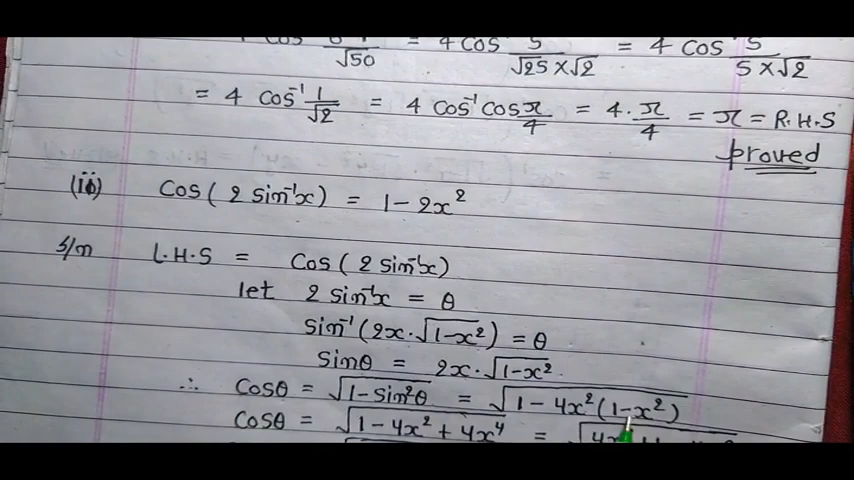 √50 = 4 cos⁻¹ 5/(√25 × √2) = 4 cos⁻¹ 5/(5 × √2)
= 4 cos⁻¹ 1/√2 = 4 cos⁻¹ cos π/4 = 4 · π/4 = π = R.H.S
proved
(ii) Cos(2 sin⁻¹x) = 1 - 2x²
s/n L.H.S = Cos(2 sin⁻¹x)
let 2 sin⁻¹x = θ
sin⁻¹(2x · √(1-x²)) = θ
sinθ = 2x · √(1-x²)
∴ Cosθ = √(1 - sin²θ) = √(1 - 4x²(1-x²))
Cosθ = √(1 - 4x² + 4x⁴) =